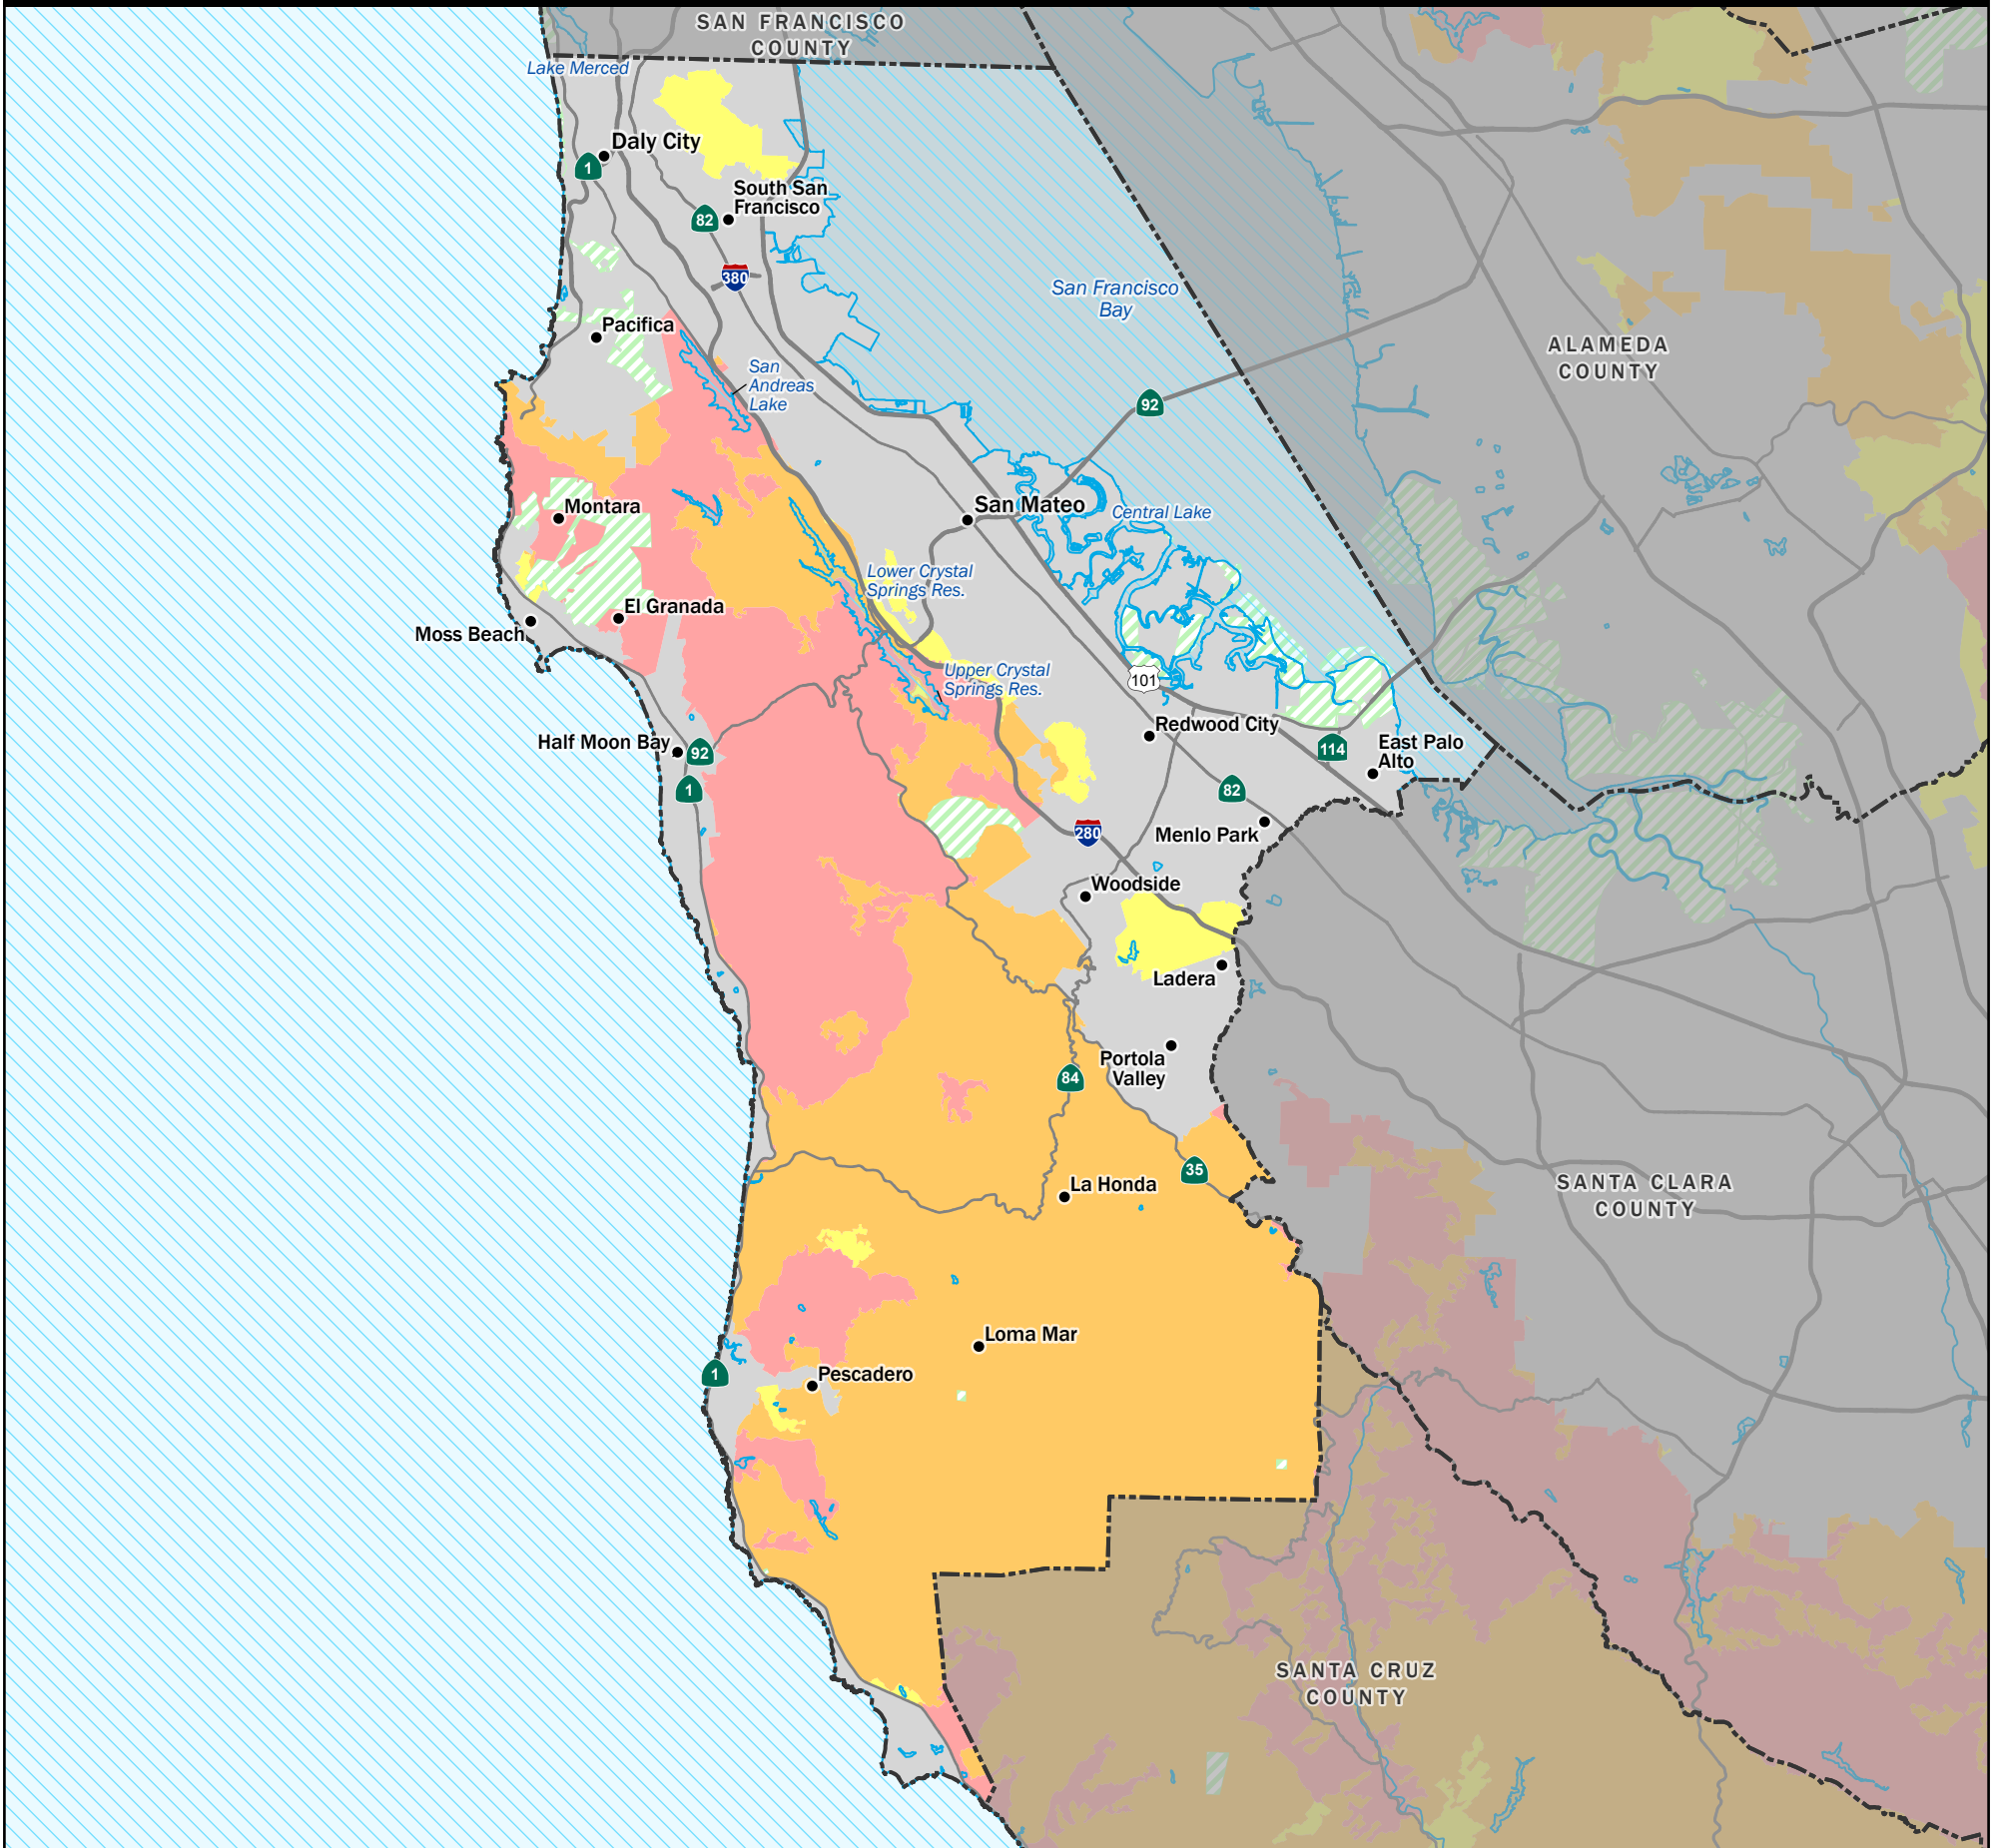 SAN FRANCISCO
COUNTY
Lake Merced
Daly City
1
South San
Francisco
82
380
San Francisco
Bay
Pacifica
ALAMEDA
COUNTY
San
Andreas
Lake
92
Montara
San Mateo
Central Lake
Lower Crystal
Springs Res.
El Granada
Moss Beach
Upper Crystal
Springs Res.
101
Redwood City
Half Moon Bay
92
114
East Palo
Alto
1
82
280
Menlo Park
Woodside
Ladera
Portola
Valley
84
35
La Honda
SANTA CLARA
COUNTY
Loma Mar
1
Pescadero
SANTA CRUZ
COUNTY